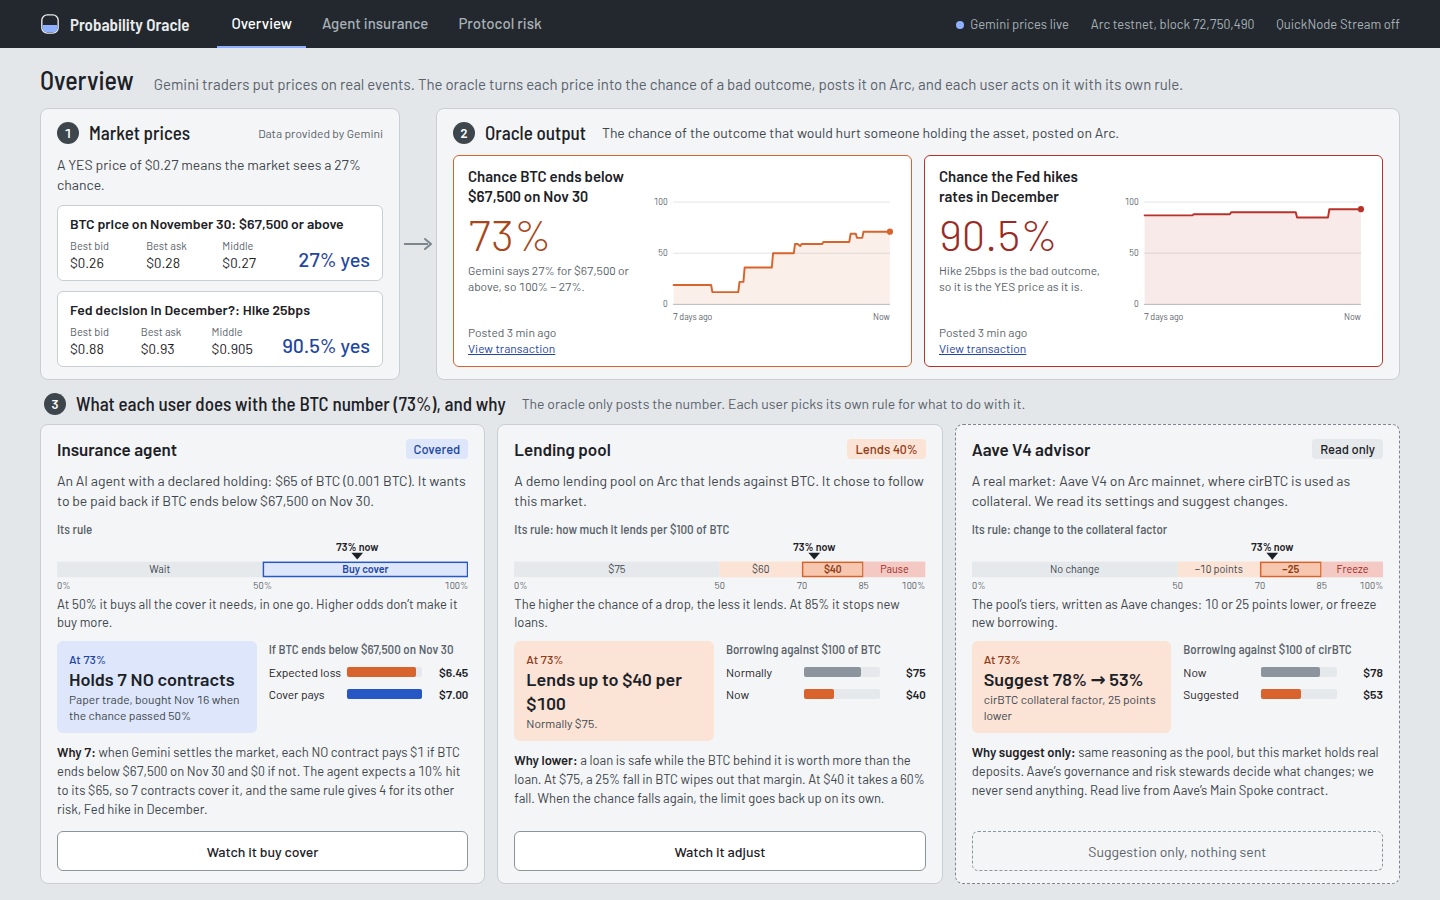 Probability Oracle
Overview
Agent insurance
Protocol risk
Gemini prices live
Arc testnet, block 72,750,490
QuickNode Stream off
Overview
Gemini traders put prices on real events. The oracle turns each price into the chance of a bad outcome, posts it on Arc, and each user acts on it with its own rule.
1 Market prices
Data provided by Gemini
A YES price of $0.27 means the market sees a 27%
chance.
BTC price on November 30: $67,500 or above
Best bid Best ask Middle
$0.26 $0.28 $0.27 27% yes
Fed decision in December?: Hike 25bps
Best bid Best ask Middle
$0.88 $0.93 $0.905 90.5% yes
2 Oracle output
The chance of the outcome that would hurt someone holding the asset, posted on Arc.
Chance BTC ends below
$67,500 on Nov 30
73%
Gemini says 27% for $67,500 or
above, so 100% − 27%.
Posted 3 min ago
View transaction
100
50
0
7 days ago Now
Chance the Fed hikes
rates in December
90.5%
Hike 25bps is the bad outcome,
so it is the YES price as it is.
Posted 3 min ago
View transaction
100
50
0
7 days ago Now
3 What each user does with the BTC number (73%), and why
The oracle only posts the number. Each user picks its own rule for what to do with it.
Insurance agent
Covered
An AI agent with a declared holding: $65 of BTC (0.001 BTC). It wants
to be paid back if BTC ends below $67,500 on Nov 30.
Its rule
73% now
Wait Buy cover
0% 50% 100%
At 50% it buys all the cover it needs, in one go. Higher odds don't make it
buy more.
At 73%
Holds 7 NO contracts
Paper trade, bought Nov 16 when
the chance passed 50%
If BTC ends below $67,500 on Nov 30
Expected loss $6.45
Cover pays $7.00
Why 7: when Gemini settles the market, each NO contract pays $1 if BTC
ends below $67,500 on Nov 30 and $0 if not. The agent expects a 10% hit
to its $65, so 7 contracts cover it, and the same rule gives 4 for its other
risk, Fed hike in December.
Watch it buy cover
Lending pool
Lends 40%
A demo lending pool on Arc that lends against BTC. It chose to follow
this market.
Its rule: how much it lends per $100 of BTC
73% now
$75 $60 $40 Pause
0% 50 70 85 100%
The higher the chance of a drop, the less it lends. At 85% it stops new
loans.
At 73%
Lends up to $40 per
$100
Normally $75.
Borrowing against $100 of BTC
Normally $75
Now $40
Why lower: a loan is safe while the BTC behind it is worth more than the
loan. At $75, a 25% fall in BTC wipes out that margin. At $40 it takes a 60%
fall. When the chance falls again, the limit goes back up on its own.
Watch it adjust
Aave V4 advisor
Read only
A real market: Aave V4 on Arc mainnet, where cirBTC is used as
collateral. We read its settings and suggest changes.
Its rule: change to the collateral factor
73% now
No change −10 points −25 Freeze
0% 50 70 85 100%
The pool's tiers, written as Aave changes: 10 or 25 points lower, or freeze
new borrowing.
At 73%
Suggest 78% → 53%
cirBTC collateral factor, 25 points
lower
Borrowing against $100 of cirBTC
Now $78
Suggested $53
Why suggest only: same reasoning as the pool, but this market holds real
deposits. Aave's governance and risk stewards decide what changes; we
never send anything. Read live from Aave's Main Spoke contract.
Suggestion only, nothing sent